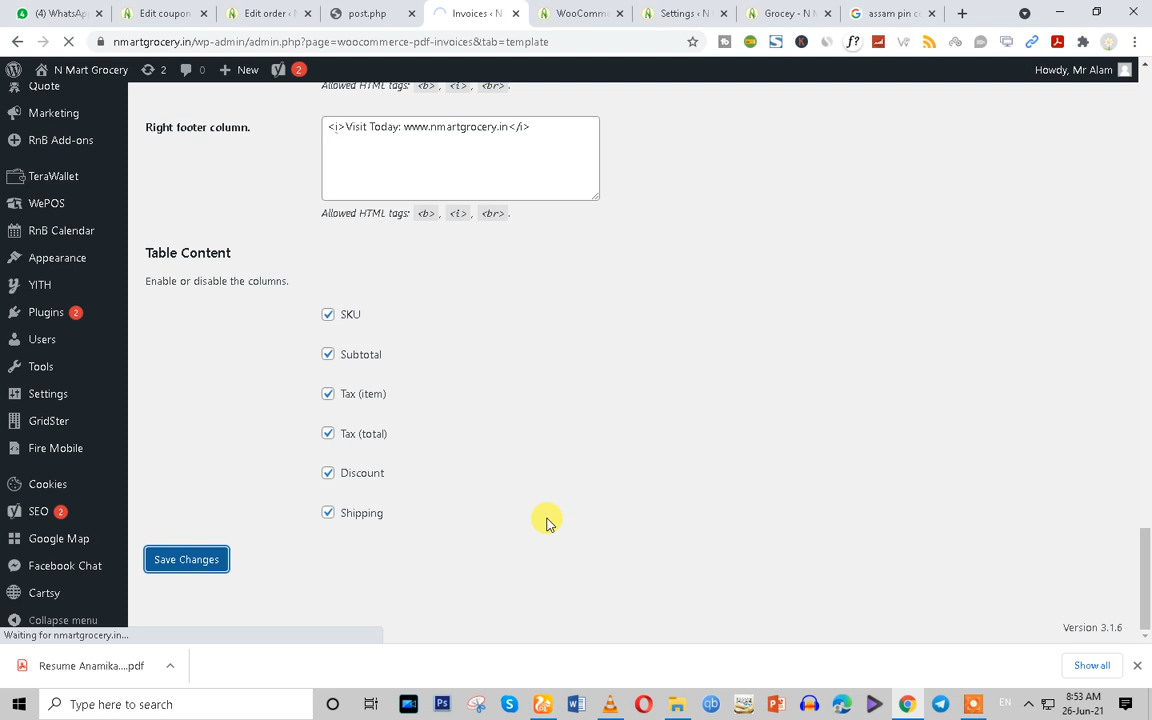 (4) WhatsAp
Edit coupon
Edit order ‹ N
post.php
Invoices ‹ N
WooComme
Settings ‹ N
Grocey - N M
assam pin c
nmartgrocery.in/wp-admin/admin.php?page=woocommerce-pdf-invoices&tab=template
N Mart Grocery
2
0
New
2
Howdy, Mr Alam
Quote
Marketing
RnB Add-ons
TeraWallet
WePOS
RnB Calendar
Appearance
YITH
Plugins 2
Users
Tools
Settings
GridSter
Fire Mobile
Cookies
SEO 2
Google Map
Facebook Chat
Cartsy
Collapse menu
Allowed HTML tags: <b>, <i>, <br>.
Right footer column.
<i>Visit Today: www.nmartgrocery.in</i>
Allowed HTML tags: <b>, <i>, <br>.
Table Content
Enable or disable the columns.
SKU
Subtotal
Tax (item)
Tax (total)
Discount
Shipping
Save Changes
Version 3.1.6
Waiting for nmartgrocery.in...
Resume Anamika....pdf
Show all
Type here to search
EN
8:53 AM
26-Jun-21